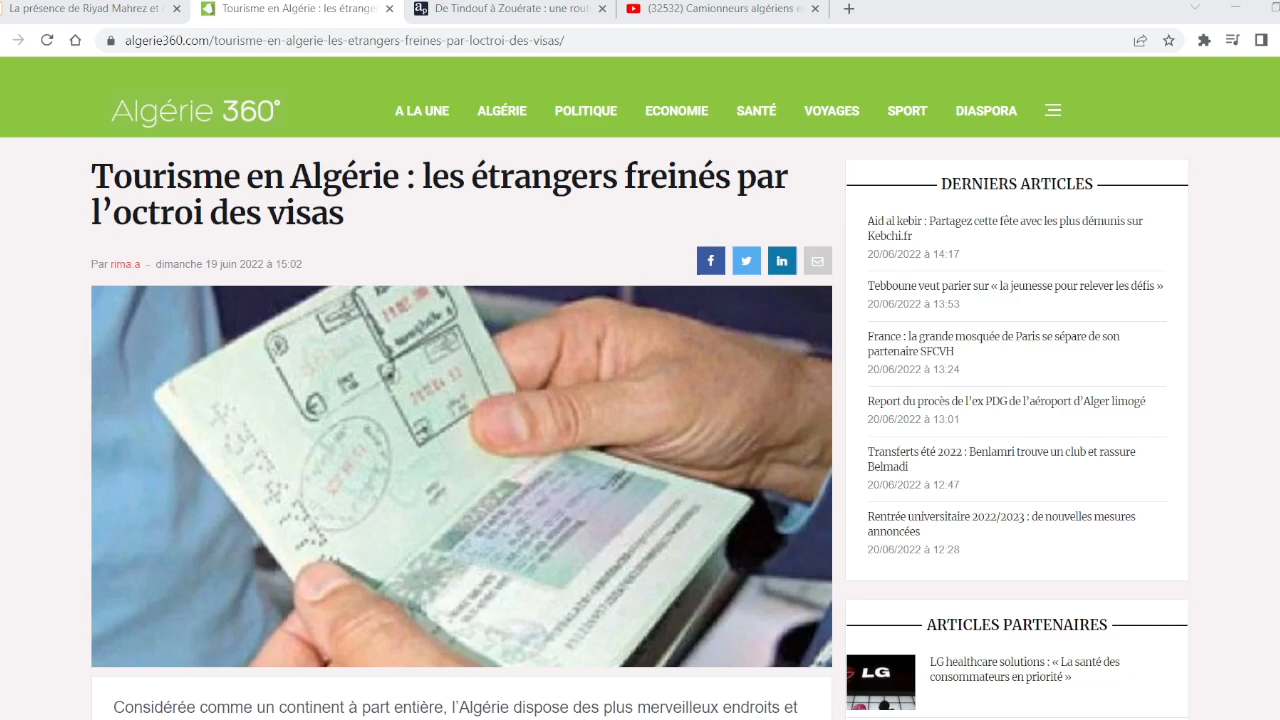 La présence de Riyad Mahrez et
Tourisme en Algérie : les étranger
De Tindouf à Zouérate : une rout
(32532) Camionneurs algériens e
algerie360.com/tourisme-en-algerie-les-etrangers-freines-par-loctroi-des-visas/
Algérie 360°
A LA UNE
ALGÉRIE
POLITIQUE
ECONOMIE
SANTÉ
VOYAGES
SPORT
DIASPORA
Tourisme en Algérie : les étrangers freinés par
l’octroi des visas
Par rima.a - dimanche 19 juin 2022 à 15:02
Considérée comme un continent à part entière, l’Algérie dispose des plus merveilleux endroits et
DERNIERS ARTICLES
Aid al kebir : Partagez cette fête avec les plus démunis sur
Kebchi.fr
20/06/2022 à 14:17
Tebboune veut parier sur « la jeunesse pour relever les défis »
20/06/2022 à 13:53
France : la grande mosquée de Paris se sépare de son
partenaire SFCVH
20/06/2022 à 13:24
Report du procès de l’ex PDG de l’aéroport d’Alger limogé
20/06/2022 à 13:01
Transferts été 2022 : Benlamri trouve un club et rassure
Belmadi
20/06/2022 à 12:47
Rentrée universitaire 2022/2023 : de nouvelles mesures
annoncées
20/06/2022 à 12:28
ARTICLES PARTENAIRES
LG
LG healthcare solutions : « La santé des
consommateurs en priorité »